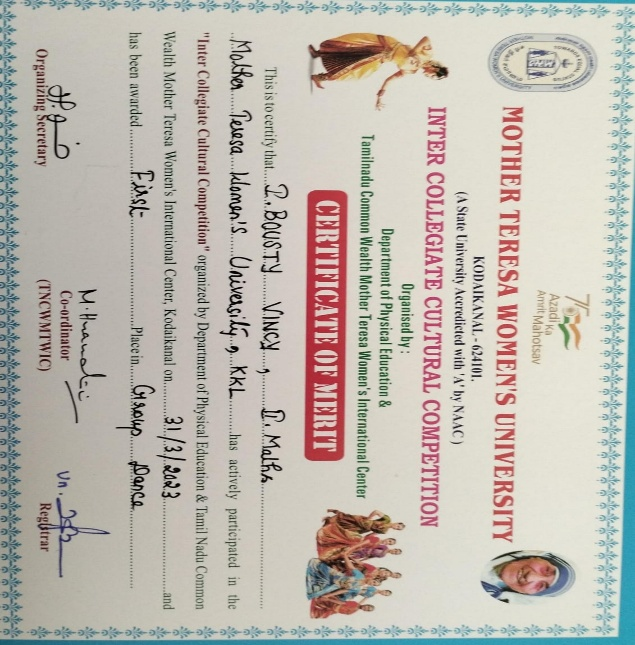 75
Azadi Ka
Amrit Mahotsav
MOTHER TERESA WOMEN'S UNIVERSITY
KODAIKANAL - 624101.
(A State University Accredited with 'A' by NAAC)
INTER COLLEGIATE CULTURAL COMPETITION
Organised by :
Department of Physical Education &
Tamilnadu Common Wealth Mother Teresa Women's International Center
CERTIFICATE OF MERIT
This is to certify that D. BOUSTY VINCY, II. Maths
Mother Teresa Women's University, KKL has actively participated in the
"Inter Collegiate Cultural Competition" organized by Department of Physical Education & Tamil Nadu Common
Wealth Mother Teresa Women's International Center, Kodaikanal on 31/3/2023 and
has been awarded First Place in Group Dance
Organizing Secretary
Co-ordinator
(TNCWMTWIC)
Registrar